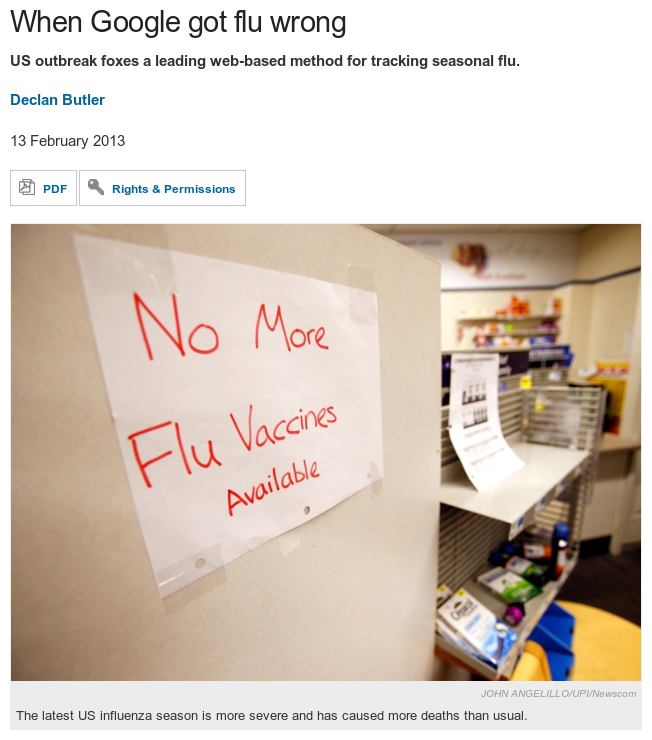 When Google got flu wrong
US outbreak foxes a leading web-based method for tracking seasonal flu.
Declan Butler
13 February 2013
PDF
Rights & Permissions
No More
Flu Vaccines
Available
JOHN ANGELILLO/UPI/Newscom
The latest US influenza season is more severe and has caused more deaths than usual.